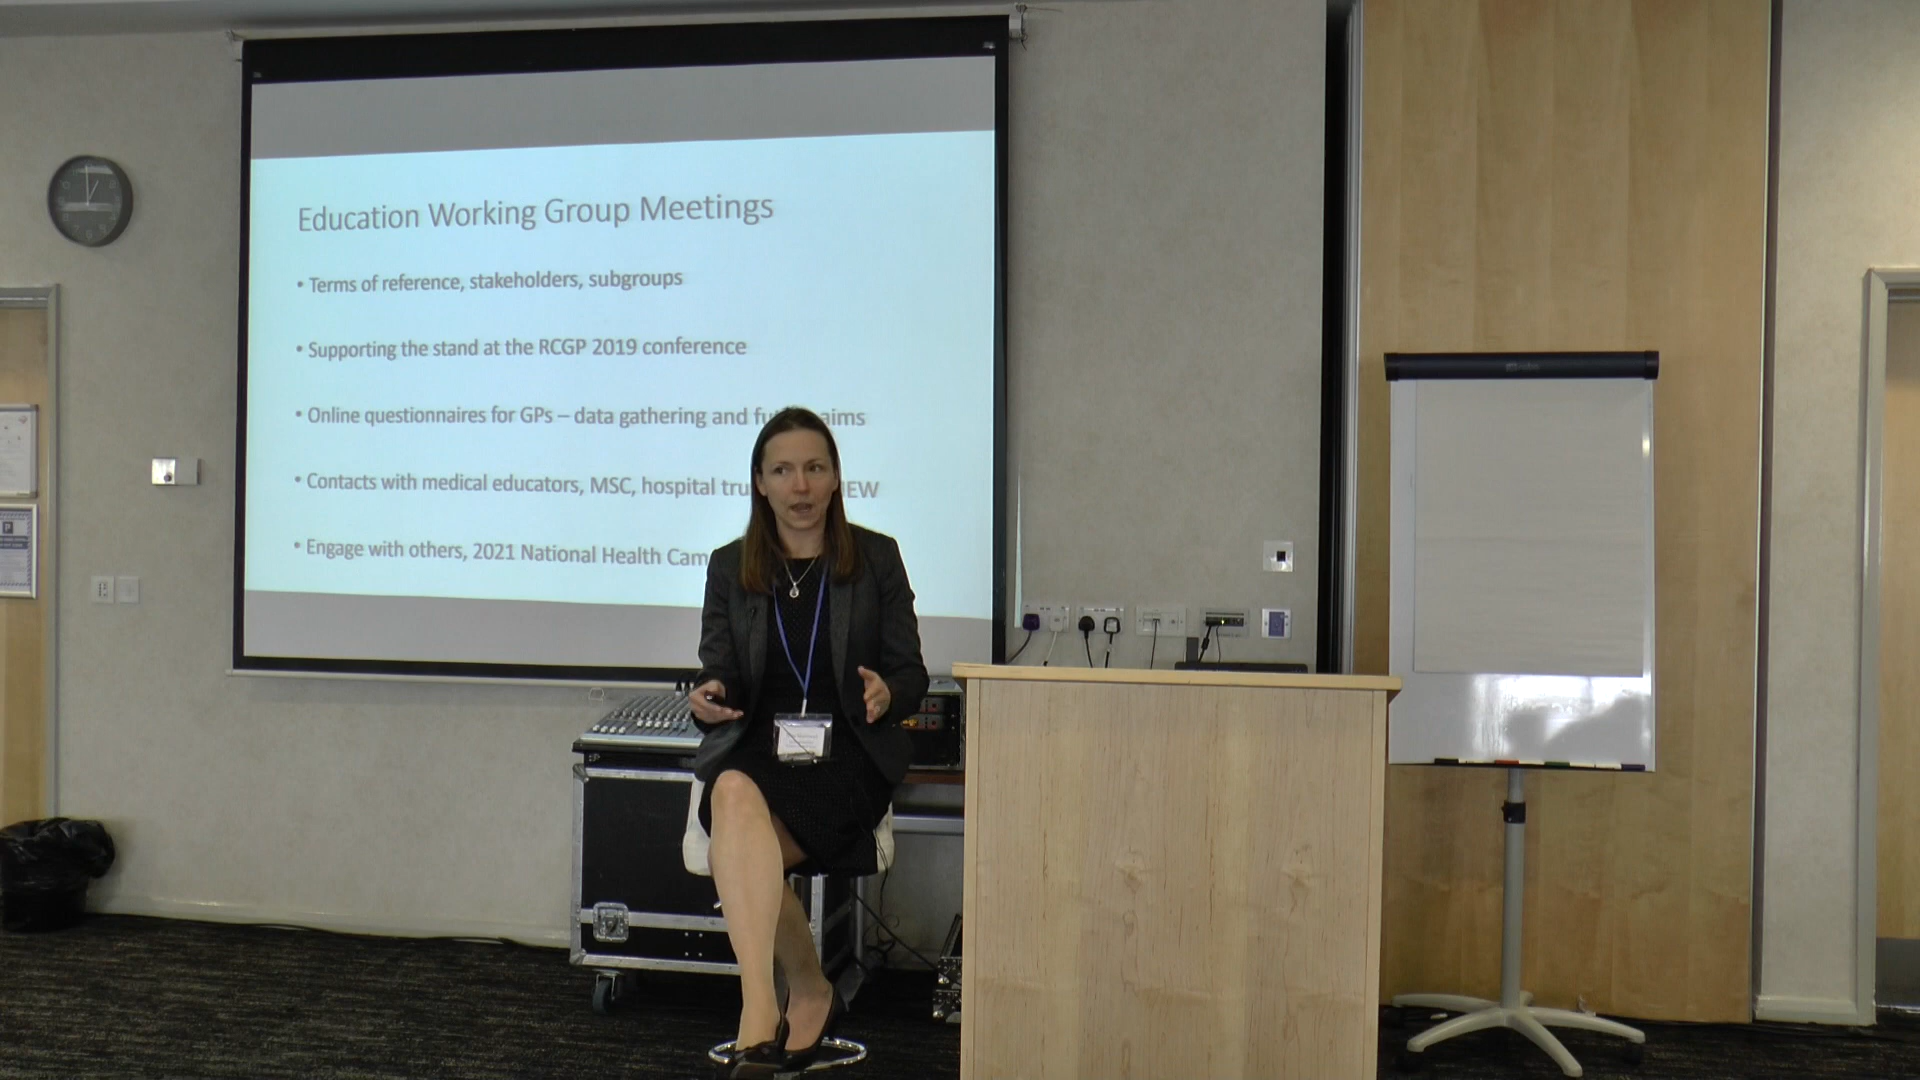 Education Working Group Meetings
• Terms of reference, stakeholders, subgroups
• Supporting the stand at the RCGP 2019 conference
• Online questionnaires for GPs – data gathering and aims
• Contacts with medical educators, MSC, hospital
• Engage with others, 2021 National Health